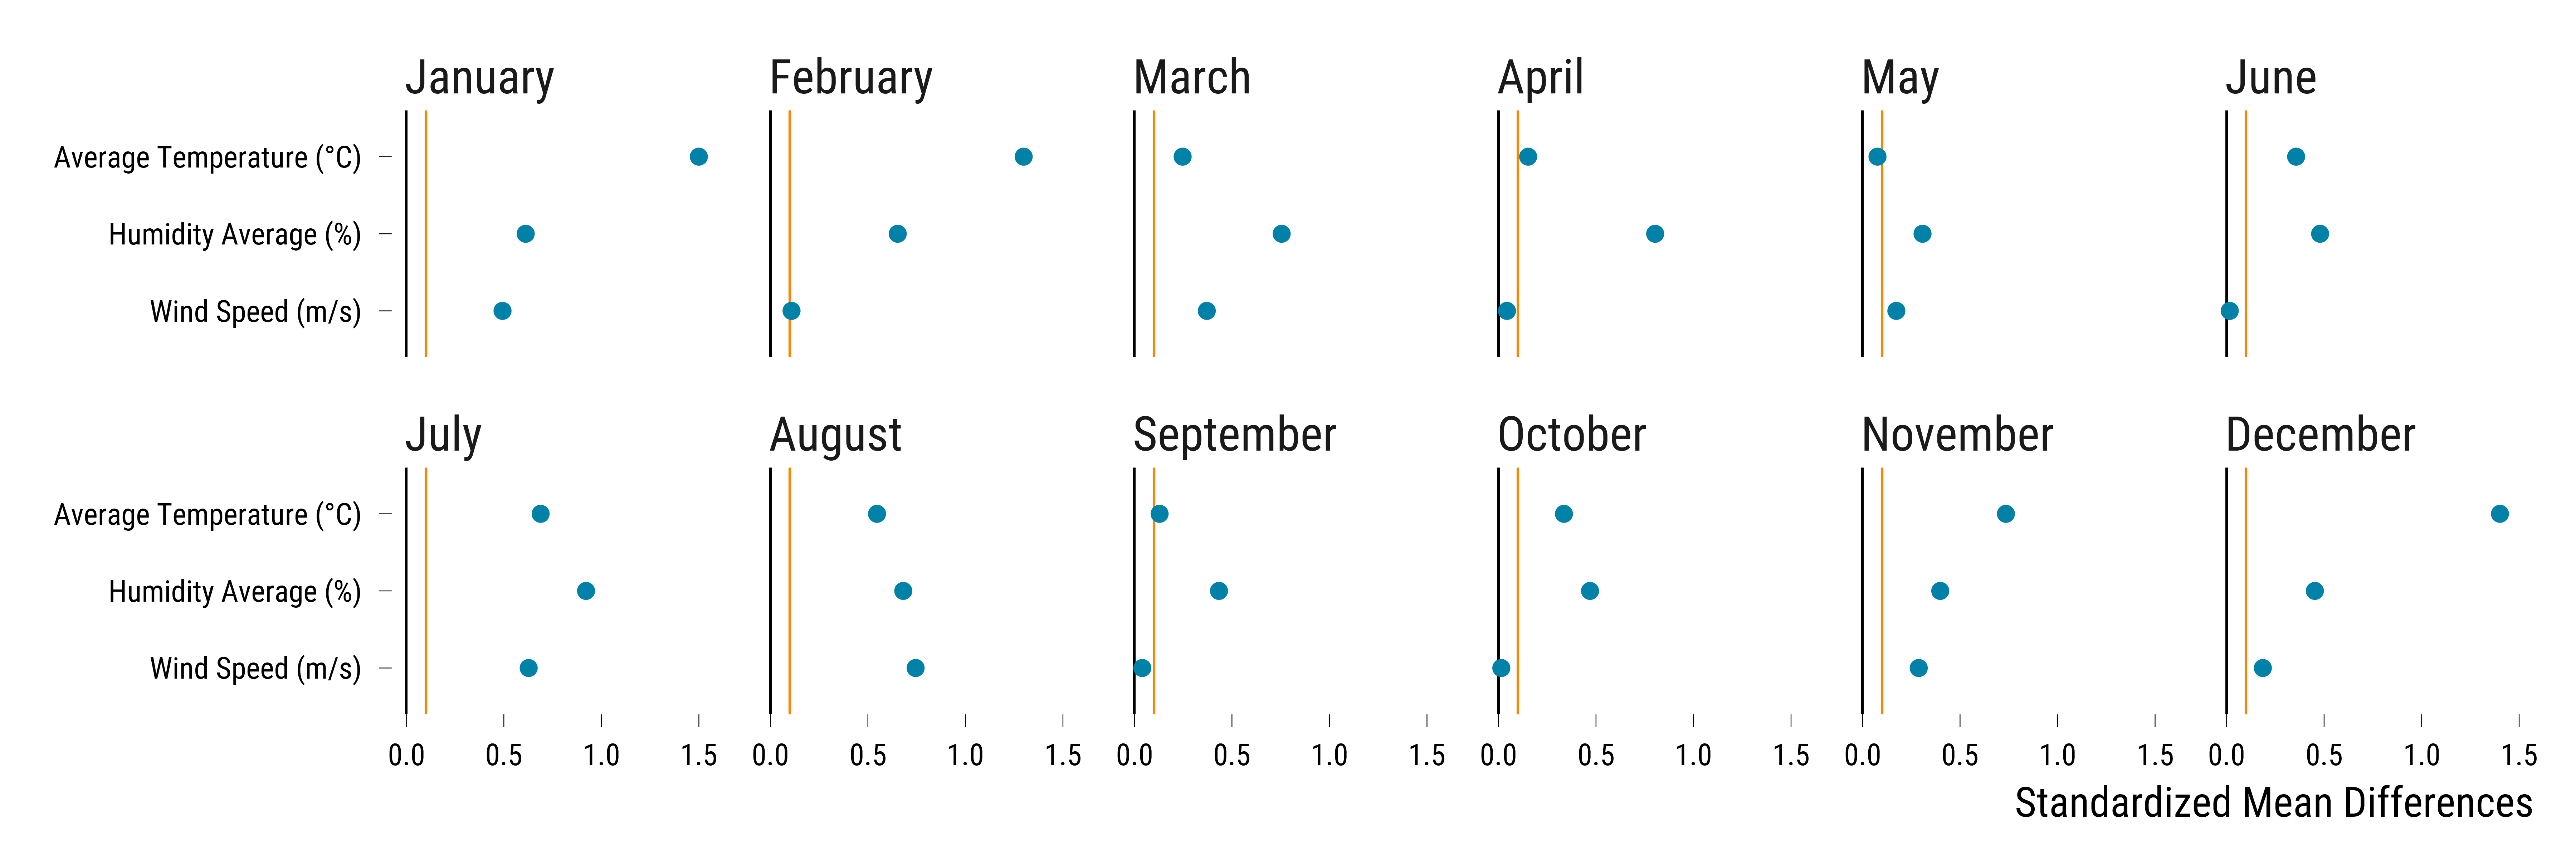 January February March April May June
Average Temperature (°C)
Humidity Average (%)
Wind Speed (m/s)
July August September October November December
Average Temperature (°C)
Humidity Average (%)
Wind Speed (m/s)
0.0 0.5 1.0 1.5 0.0 0.5 1.0 1.5 0.0 0.5 1.0 1.5 0.0 0.5 1.0 1.5 0.0 0.5 1.0 1.5 0.0 0.5 1.0 1.5
Standardized Mean Differences